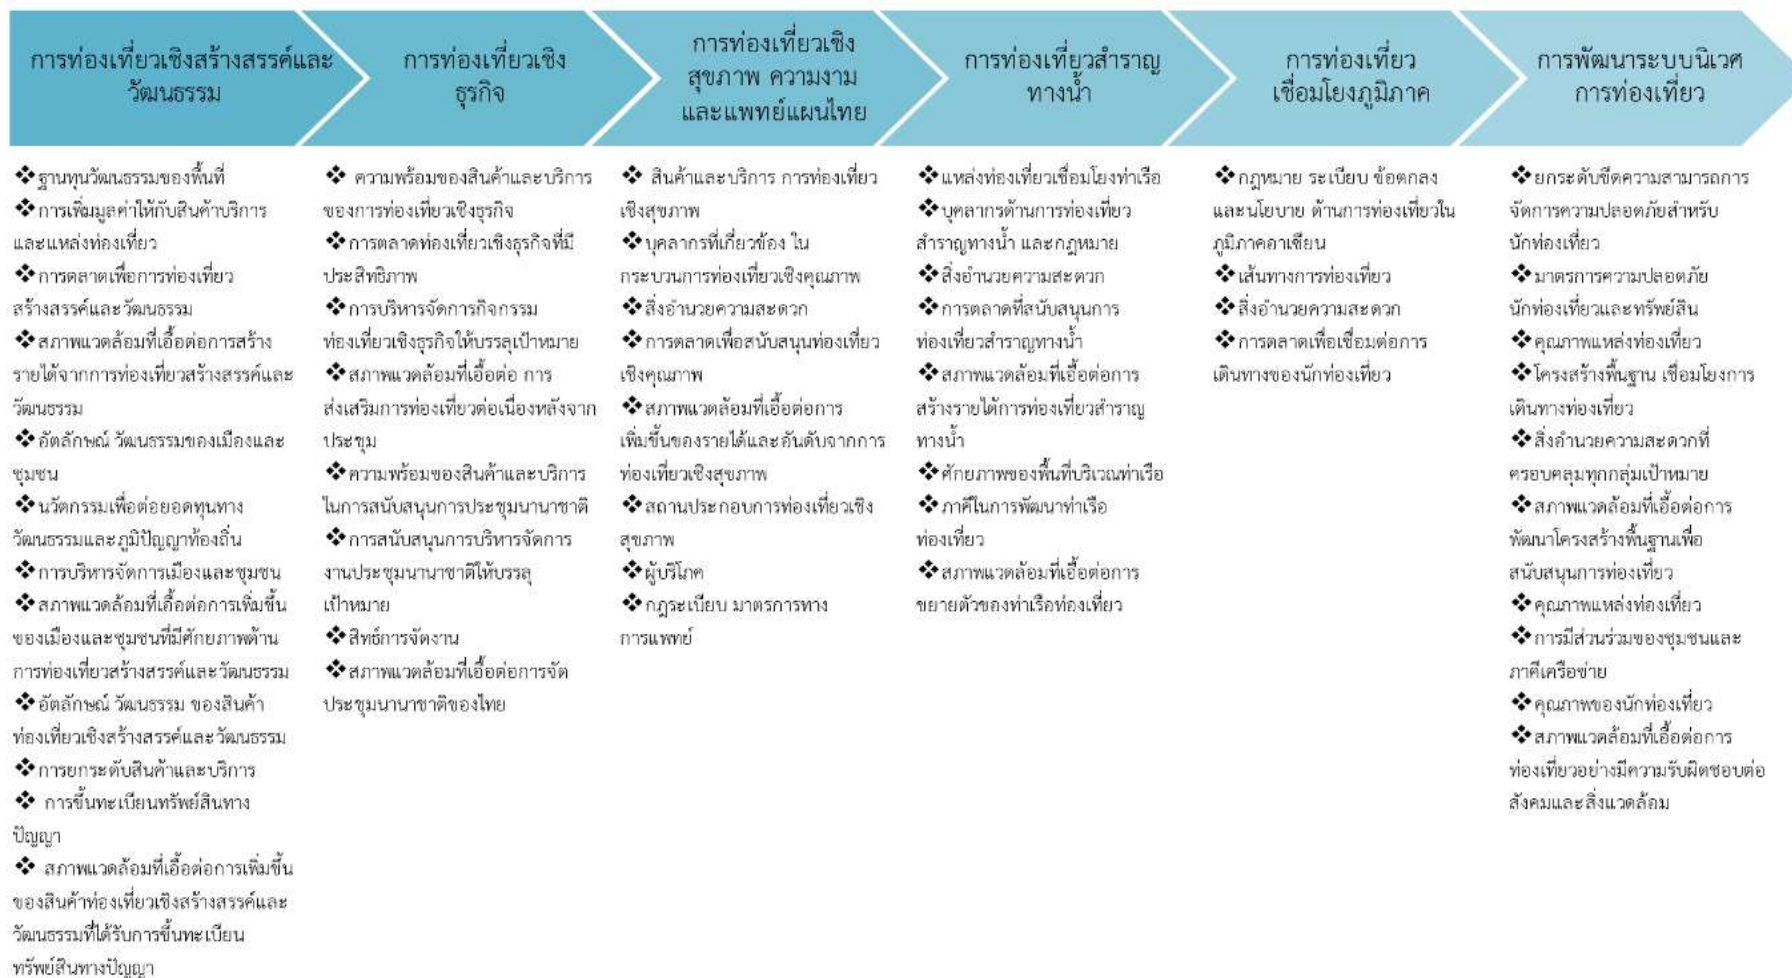 การท่องเที่ยวเชิงสร้างสรรค์และ
วัฒนธรรม
การท่องเที่ยวเชิง
ธุรกิจ
การท่องเที่ยวเชิง
สุขภาพ ความงาม
และแพทย์แผนไทย
การท่องเที่ยวสำราญ
ทางน้ำ
การท่องเที่ยว
เชื่อมโยงภูมิภาค
การพัฒนาระบบนิเวศ
การท่องเที่ยว
❖ฐานทุนวัฒนธรรมของพื้นที่
❖การเพิ่มมูลค่าให้กับสินค้าบริการ
และแหล่งท่องเที่ยว
❖การตลาดเพื่อการท่องเที่ยว
สร้างสรรค์และวัฒนธรรม
❖สภาพแวดล้อมที่เอื้อต่อการสร้าง
รายได้จากการท่องเที่ยวสร้างสรรค์และ
วัฒนธรรม
❖อัตลักษณ์ วัฒนธรรมของเมืองและ
ชุมชน
❖นวัตกรรมเพื่อต่อยอดทุนทาง
วัฒนธรรมและภูมิปัญญาท้องถิ่น
❖การบริหารจัดการเมืองและชุมชน
❖สภาพแวดล้อมที่เอื้อต่อการเพิ่มขึ้น
ของเมืองและชุมชนที่มีศักยภาพด้าน
การท่องเที่ยวสร้างสรรค์และวัฒนธรรม
❖อัตลักษณ์ วัฒนธรรม ของสินค้า
ท่องเที่ยวเชิงสร้างสรรค์และวัฒนธรรม
❖การยกระดับสินค้าและบริการ
❖ การขึ้นทะเบียนทรัพย์สินทาง
ปัญญา
❖ สภาพแวดล้อมที่เอื้อต่อการเพิ่มขึ้น
ของสินค้าท่องเที่ยวเชิงสร้างสรรค์และ
วัฒนธรรมที่ได้รับการขึ้นทะเบียน
ทรัพย์สินทางปัญญา
❖ ความพร้อมของสินค้าและบริการ
ของการท่องเที่ยวเชิงธุรกิจ
❖การตลาดท่องเที่ยวเชิงธุรกิจที่มี
ประสิทธิภาพ
❖การบริหารจัดการกิจกรรม
ท่องเที่ยวเชิงธุรกิจให้บรรลุเป้าหมาย
❖สภาพแวดล้อมที่เอื้อต่อ การ
ส่งเสริมการท่องเที่ยวต่อเนื่องหลังจาก
ประชุม
❖ความพร้อมของสินค้าและบริการ
ในการสนับสนุนการประชุมนานาชาติ
❖การสนับสนุนการบริหารจัดการ
งานประชุมนานาชาติให้บรรลุ
เป้าหมาย
❖สิทธิ์การจัดงาน
❖สภาพแวดล้อมที่เอื้อต่อการจัด
ประชุมนานาชาติของไทย
❖ สินค้าและบริการ การท่องเที่ยว
เชิงสุขภาพ
❖บุคลากรที่เกี่ยวข้อง ใน
กระบวนการท่องเที่ยวเชิงคุณภาพ
❖สิ่งอำนวยความสะดวก
❖การตลาดเพื่อสนับสนุนท่องเที่ยว
เชิงคุณภาพ
❖สภาพแวดล้อมที่เอื้อต่อการ
เพิ่มขึ้นของรายได้และอันดับจากการ
ท่องเที่ยวเชิงสุขภาพ
❖สถานประกอบการท่องเที่ยวเชิง
สุขภาพ
❖ผู้บริโภค
❖กฎระเบียบ มาตรการทาง
การแพทย์
❖แหล่งท่องเที่ยวเชื่อมโยงท่าเรือ
❖บุคลากรด้านการท่องเที่ยว
สำราญทางน้ำ และกฎหมาย
❖สิ่งอำนวยความสะดวก
❖การตลาดที่สนับสนุนการ
ท่องเที่ยวสำราญทางน้ำ
❖สภาพแวดล้อมที่เอื้อต่อการ
สร้างรายได้การท่องเที่ยวสำราญ
ทางน้ำ
❖ศักยภาพของพื้นที่บริเวณท่าเรือ
❖ภาคีในการพัฒนาท่าเรือ
ท่องเที่ยว
❖สภาพแวดล้อมที่เอื้อต่อการ
ขยายตัวของท่าเรือท่องเที่ยว
❖กฎหมาย ระเบียบ ข้อตกลง
และนโยบาย ด้านการท่องเที่ยวใน
ภูมิภาคอาเซียน
❖เส้นทางการท่องเที่ยว
❖สิ่งอำนวยความสะดวก
❖การตลาดเพื่อเชื่อมต่อการ
เดินทางของนักท่องเที่ยว
❖ยกระดับขีดความสามารถการ
จัดการความปลอดภัยสำหรับ
นักท่องเที่ยว
❖มาตรการความปลอดภัย
นักท่องเที่ยวและทรัพย์สิน
❖คุณภาพแหล่งท่องเที่ยว
❖โครงสร้างพื้นฐาน เชื่อมโยงการ
เดินทางท่องเที่ยว
❖สิ่งอำนวยความสะดวกที่
ครอบคลุมทุกกลุ่มเป้าหมาย
❖สภาพแวดล้อมที่เอื้อต่อการ
พัฒนาโครงสร้างพื้นฐานเพื่อ
สนับสนุนการท่องเที่ยว
❖คุณภาพแหล่งท่องเที่ยว
❖การมีส่วนร่วมของชุมชนและ
ภาคีเครือข่าย
❖คุณภาพของนักท่องเที่ยว
❖สภาพแวดล้อมที่เอื้อต่อการ
ท่องเที่ยวอย่างมีความรับผิดชอบต่อ
สังคมและสิ่งแวดล้อม